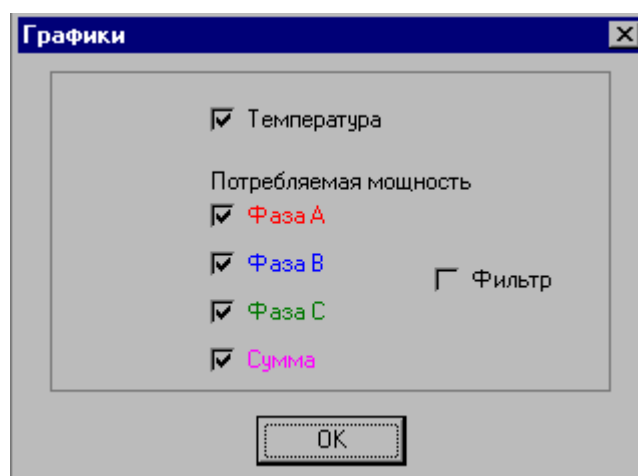 Графики
Температура
Потребляемая мощность
Фаза А
Фаза В
Фильтр
Фаза С
Сумма
OK